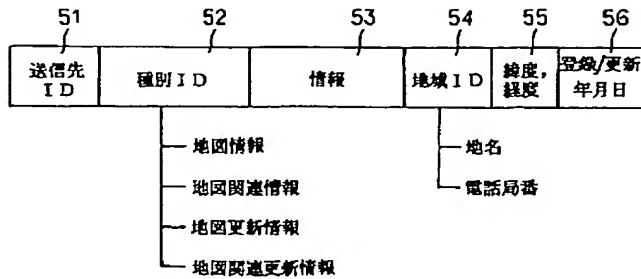 51 52 53 54 55 56
送信先 種別ID 情報 地域ID 緯度, 登録/更新
ID 経度 年月日
地図情報 地名
地図関連情報 電話局番
地図更新情報
地図関連更新情報